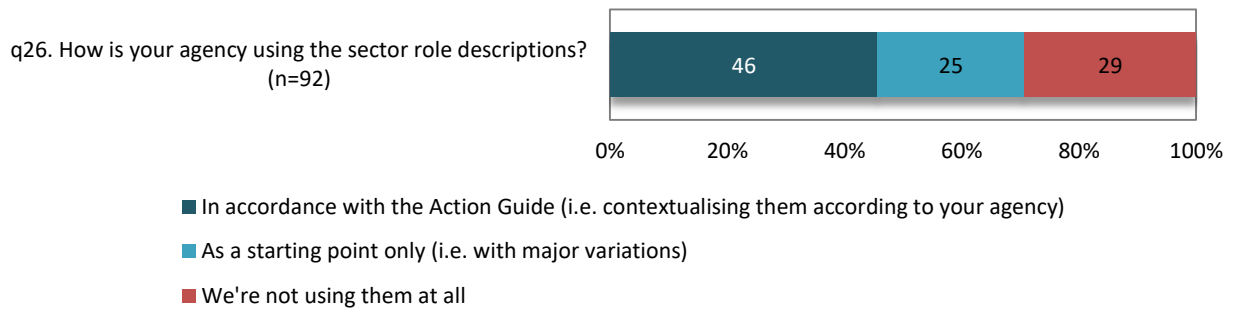 q26. How is your agency using the sector role descriptions?
(n=92)
46 25 29
0% 20% 40% 60% 80% 100%
In accordance with the Action Guide (i.e. contextualising them according to your agency)
As a starting point only (i.e. with major variations)
We're not using them at all